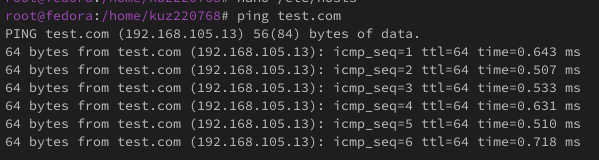 root@fedora:/home/kuz220768# nano /etc/hosts
root@fedora:/home/kuz220768# ping test.com
PING test.com (192.168.105.13) 56(84) bytes of data.
64 bytes from test.com (192.168.105.13): icmp_seq=1 ttl=64 time=0.643 ms
64 bytes from test.com (192.168.105.13): icmp_seq=2 ttl=64 time=0.507 ms
64 bytes from test.com (192.168.105.13): icmp_seq=3 ttl=64 time=0.533 ms
64 bytes from test.com (192.168.105.13): icmp_seq=4 ttl=64 time=0.631 ms
64 bytes from test.com (192.168.105.13): icmp_seq=5 ttl=64 time=0.510 ms
64 bytes from test.com (192.168.105.13): icmp_seq=6 ttl=64 time=0.718 ms